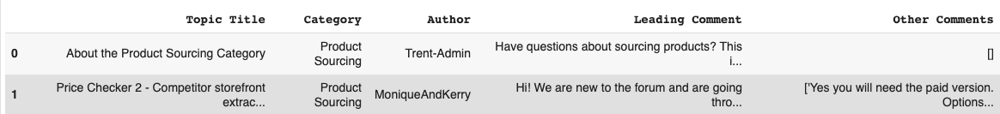 Topic Title Category Author Leading Comment Other Comments
0 About the Product Sourcing Category Product Sourcing Trent-Admin Have questions about sourcing products? This i... []
1 Price Checker 2 - Competitor storefront extrac... Product Sourcing MoniqueAndKerry Hi! We are new to the forum and are going thro... ['Yes you will need the paid version. Options...